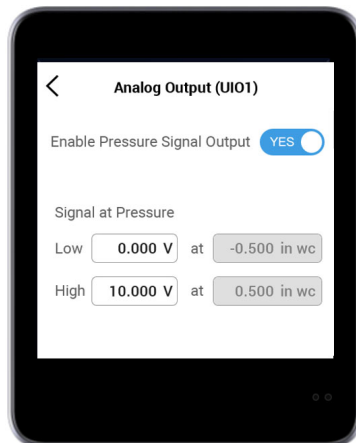 Analog Output (UIO1)
Enable Pressure Signal Output YES
Signal at Pressure
Low 0.000 V at -0.500 in wc
High 10.000 V at 0.500 in wc